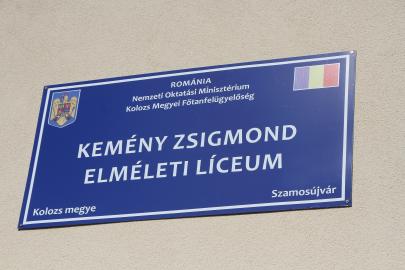 ROMÁNIA
Nemzeti Oktatási Minisztérium
Kolozs Megyei Főtanfelügyelőség
KEMÉNY ZSIGMOND
ELMÉLETI LÍCEUM
Kolozs megye
Szamosújvár